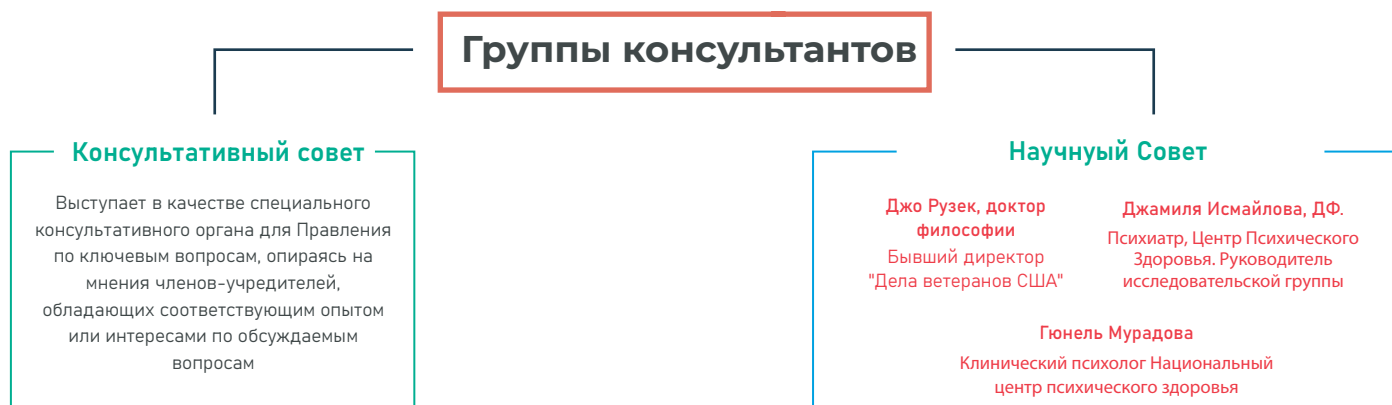 Группы консультантов
Консультативный совет
Выступает в качестве специального
консультативного органа для Правления
по ключевым вопросам, опираясь на
мнения членов-учредителей,
обладающих соответствующим опытом
или интересами по обсуждаемым
вопросам
Научнуый Совет
Джо Рузек, доктор
философии
Бывший директор
"Дела ветеранов США"
Джамиля Исмайлова, ДФ.
Психиатр, Центр Психического
Здоровья. Руководитель
исследовательской группы
Гюнель Мурадова
Клинический психолог Национальный
центр психического здоровья